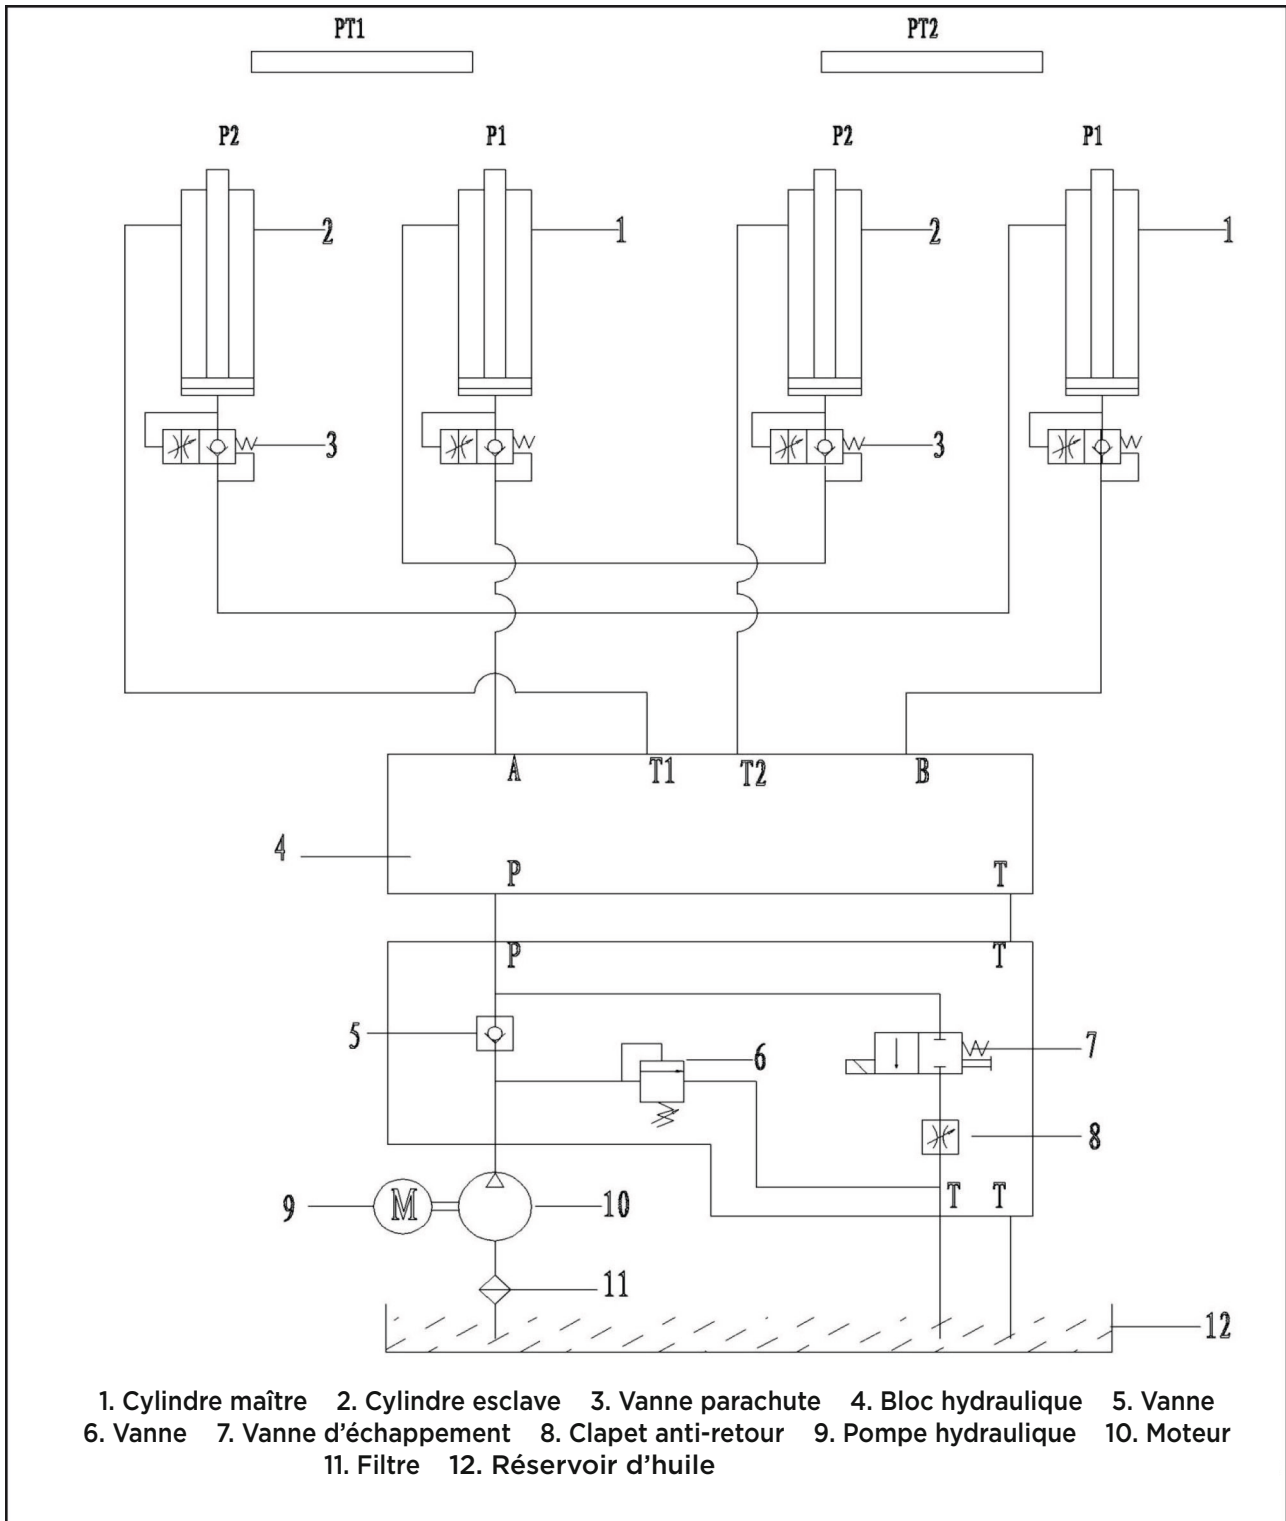 PT1 PT2
P2 P1 P2 P1
2 1 2 1
3 3
A T1 T2 B
4
P T
P T
5 6 7
8
9 M 10 T T
11
12
1. Cylindre maître 2. Cylindre esclave 3. Vanne parachute 4. Bloc hydraulique 5. Vanne
6. Vanne 7. Vanne d'échappement 8. Clapet anti-retour 9. Pompe hydraulique 10. Moteur
11. Filtre 12. Réservoir d'huile